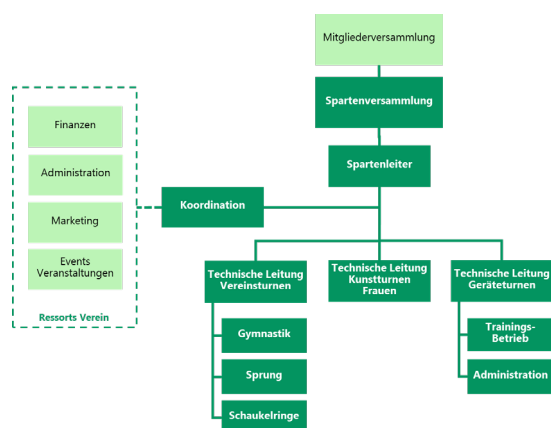 Mitgliederversammlung
Spartenversammlung
Spartenleiter
Koordination
Finanzen
Administration
Marketing
Events
Veranstaltungen
Ressorts Verein
Technische Leitung
Vereinsturnen
Gymnastik
Sprung
Schaukelringe
Technische Leitung
Kunstturnen
Frauen
Technische Leitung
Geräteturnen
Trainings-
Betrieb
Administration